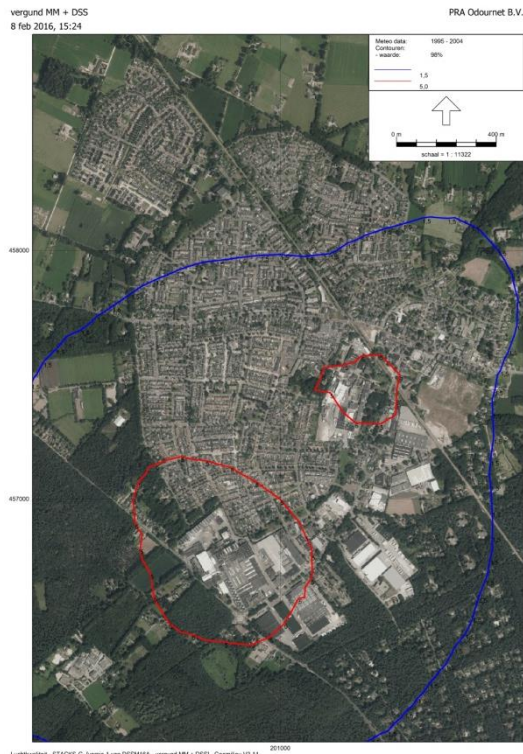 vergund MM + DSS
PRA Odournet B.V.
8 feb 2016, 15:24
Meteo data: 1995 - 2004
Contouren:
- waarde: 98%
1,5
5,0
0 m 400 m
schaal = 1 : 11322
458000
457000
201000